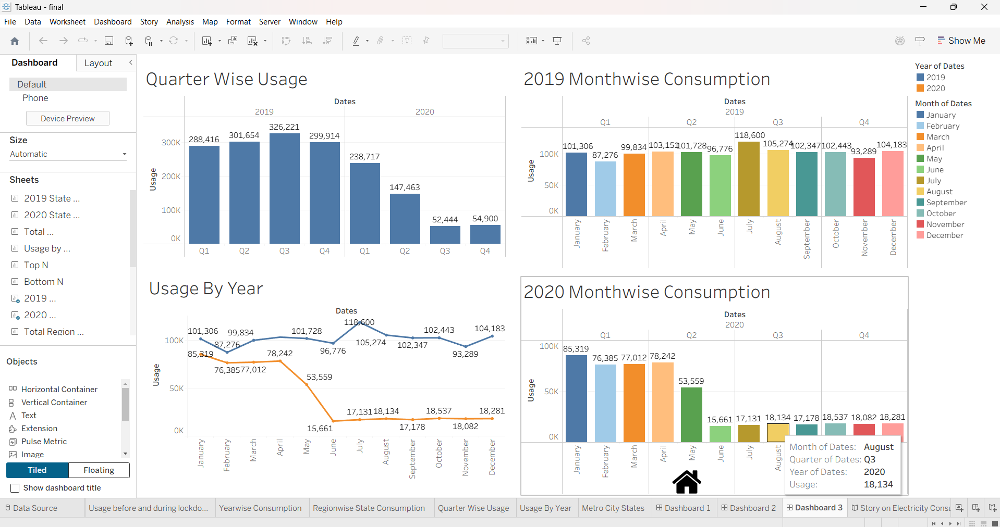 Tableau - final
File Data Worksheet Dashboard Story Analysis Map Format Server Window Help
Show Me
Dashboard Layout
Default
Phone
Device Preview
Size
Automatic
Sheets
2019 State ...
2020 State ...
Total ...
Usage by ...
Top N
Bottom N
2019 ...
2020 ...
Total Region ...
Objects
Horizontal Container
Vertical Container
Text
Extension
Pulse Metric
Image
Tiled Floating
Show dashboard title
Quarter Wise Usage
Dates
2019 2020
326,221
288,416 301,654 299,914
238,717
147,463
52,444 54,900
300K
200K
100K
0K
Usage
Q1 Q2 Q3 Q4 Q1 Q2 Q3 Q4
2019 Monthwise Consumption
Dates
2019
Q1 Q2 Q3 Q4
101,306 87,276 99,834 103,151 101,728 96,776 118,600 105,274 102,347 102,443 93,289 104,183
100K
50K
0K
Usage
January February March April May June July August September October November December
Year of Dates
2019
2020
Month of Dates
January
February
March
April
May
June
July
August
September
October
November
December
Usage By Year
Dates
101,306 87,276 99,834 101,728 96,776 118,600 105,274 102,347 102,443 93,289 104,183
85,319 76,385 77,012 78,242 53,559 15,661 17,131 18,134 17,178 18,537 18,082 18,281
100K
50K
0K
Usage
January February March April May June July August September October November December
2020 Monthwise Consumption
Dates
2020
Q1 Q2 Q3 Q4
85,319 76,385 77,012 78,242 53,559 15,661 17,131 18,134 17,178 18,537 18,082 18,281
100K
50K
0K
Usage
January February March April May June July August
Month of Dates: August
Quarter of Dates: Q3
Year of Dates: 2020
Usage: 18,134
Data Source Usage before and during lockdo... Yearwise Consumption Regionwise State Consumption Quarter Wise Usage Usage By Year Metro City States Dashboard 1 Dashboard 2 Dashboard 3 Story on Electricity Consu